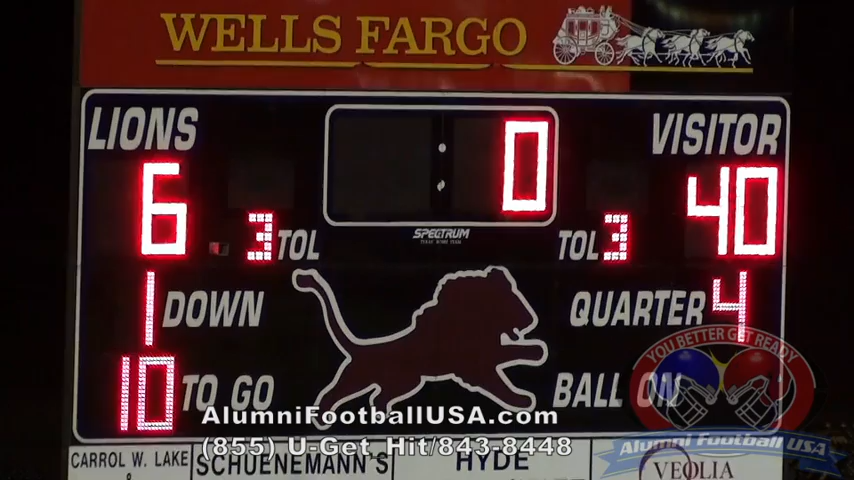 WELLS FARGO
LIONS
: 0
VISITOR
6
3 TOL
SPECTRUM
TOL 3
40
1 DOWN
QUARTER 4
10 TO GO
BALL ON
YOU BETTER GET READY
AlumniFootballUSA.com
(855) U-Get Hit/843-8448
Alumni Football USA
CARROL W. LAKE
&
SCHUENEMANN'S
HYDE
VEOLIA